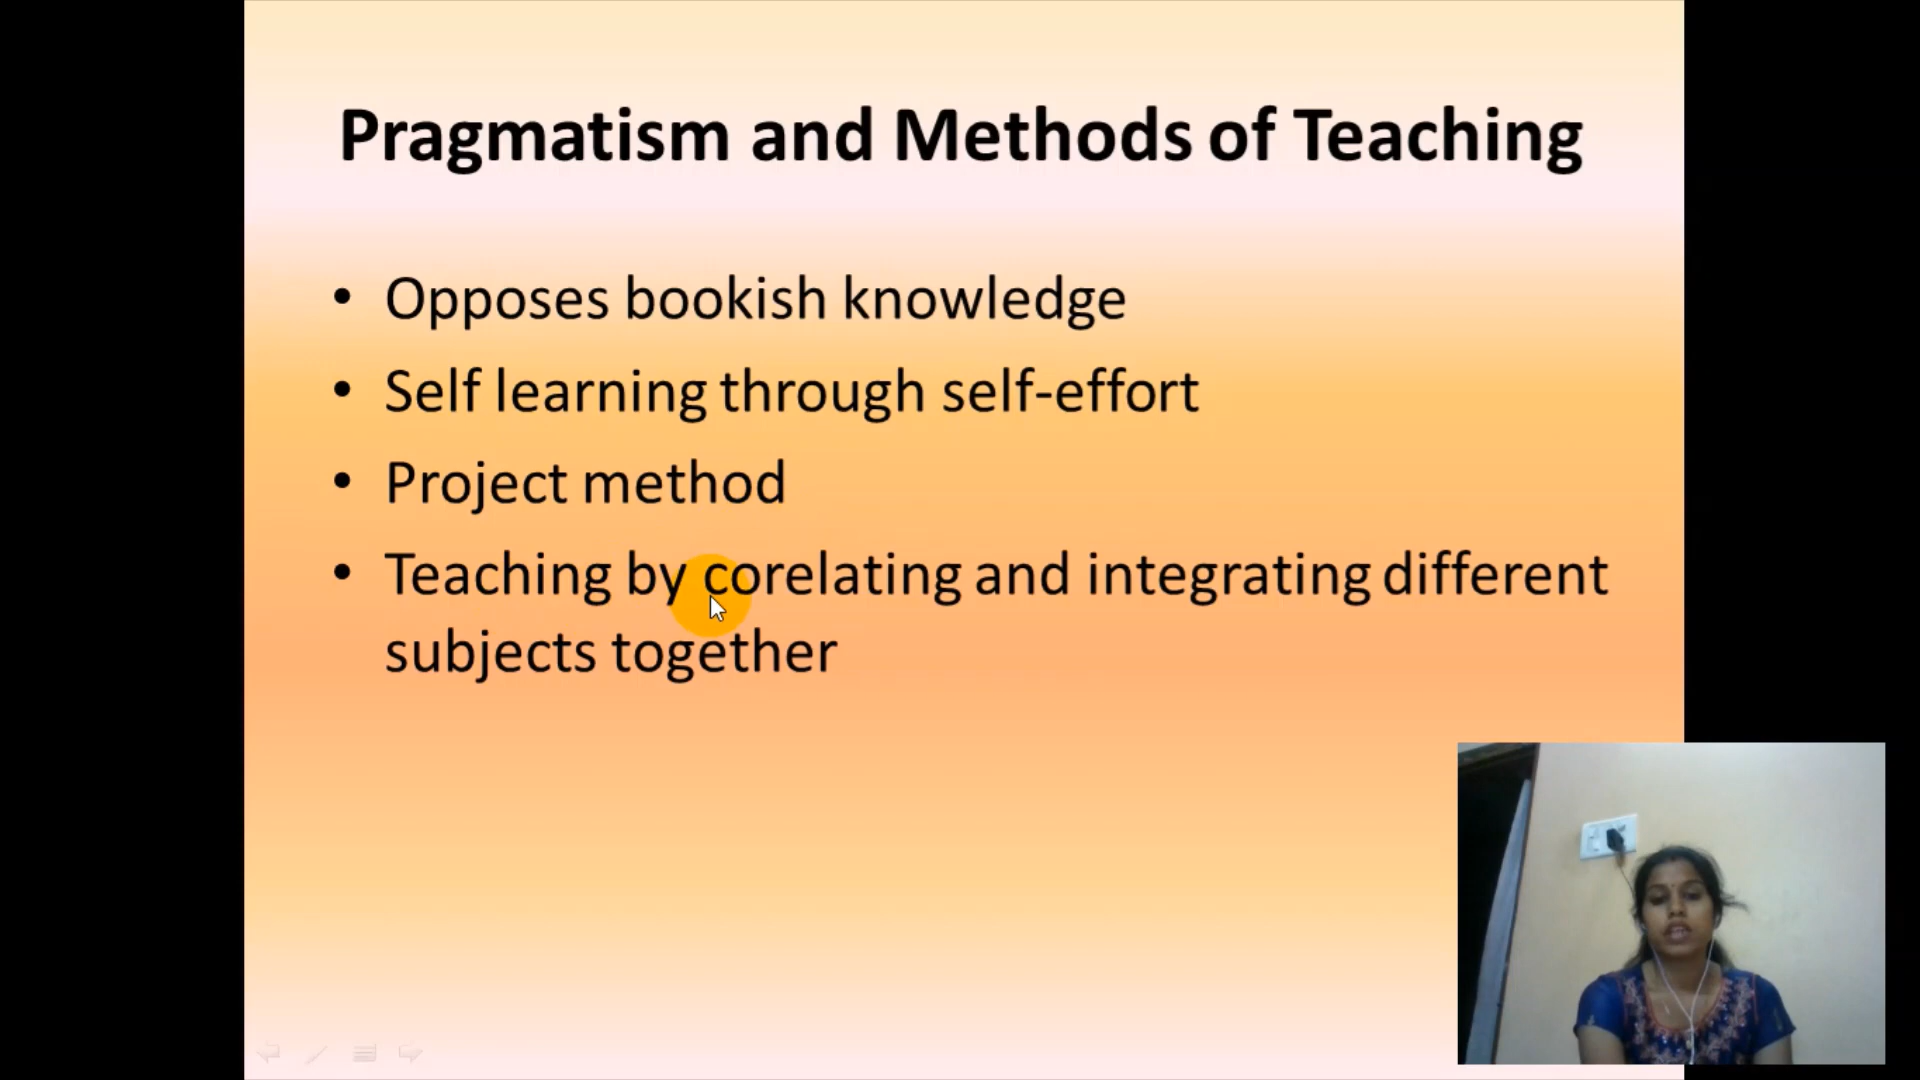 Pragmatism and Methods of Teaching
• Opposes bookish knowledge
• Self learning through self-effort
• Project method
• Teaching by corelating and integrating different
subjects together